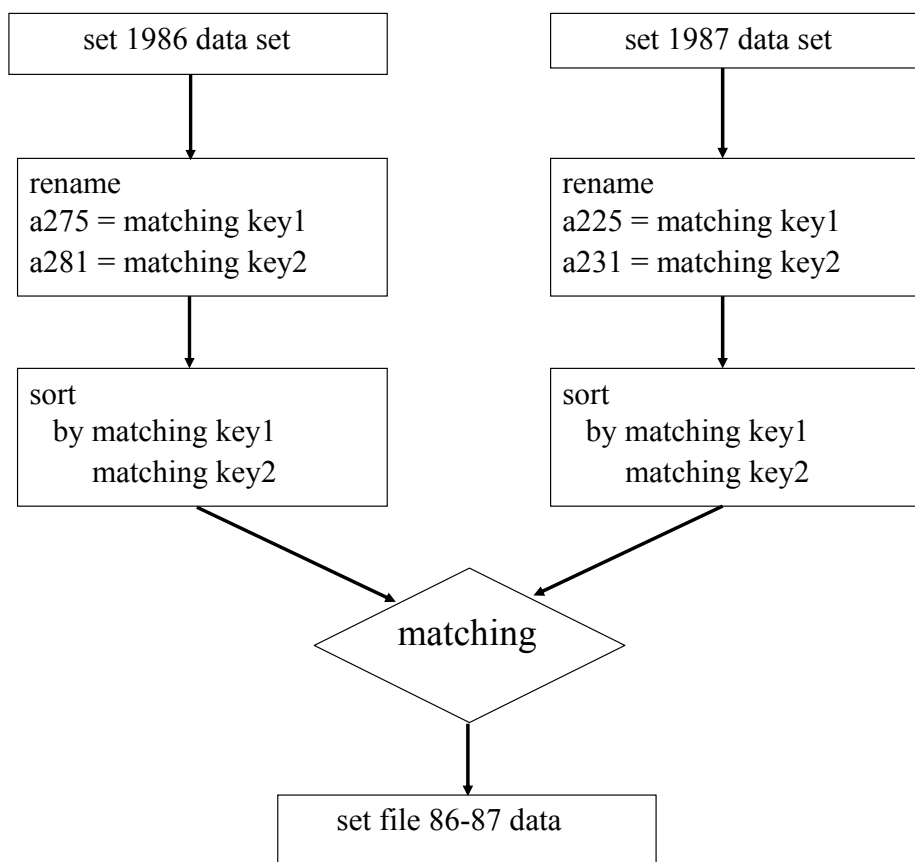 set 1986 data set
set 1987 data set
rename
a275 = matching key1
a281 = matching key2
rename
a225 = matching key1
a231 = matching key2
sort
by matching key1
matching key2
sort
by matching key1
matching key2
matching
set file 86-87 data